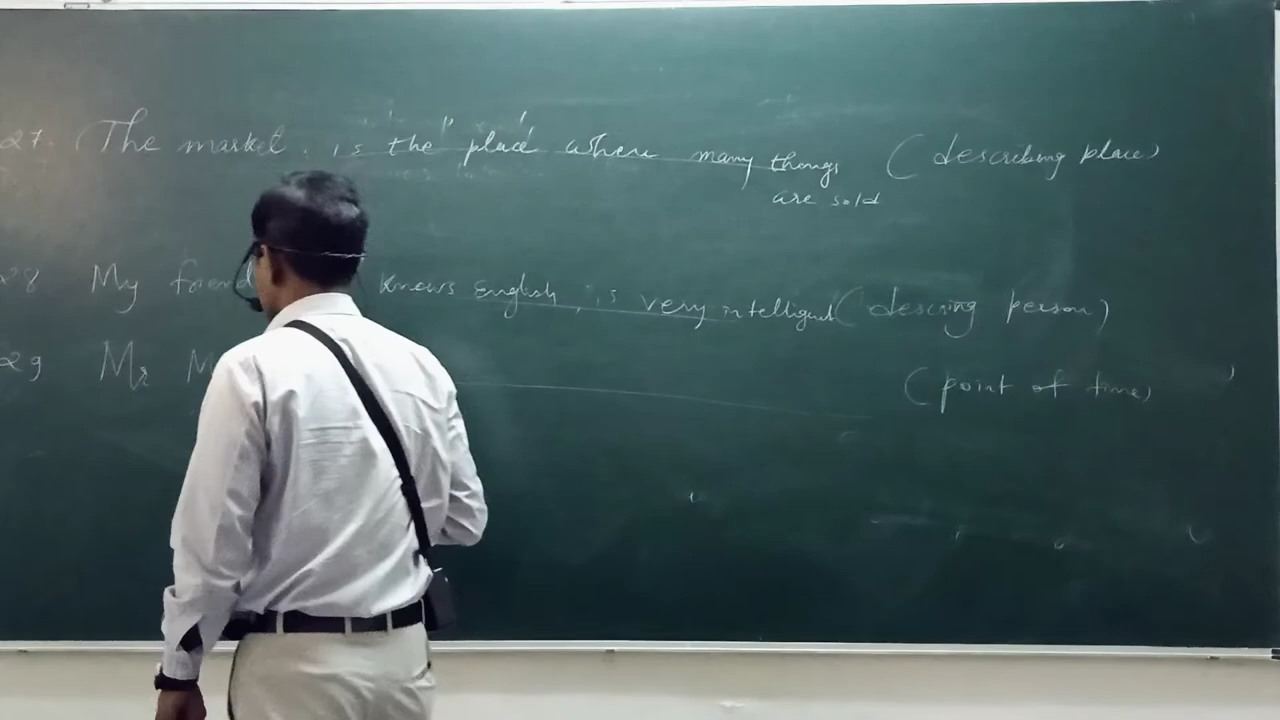 27. The market is the place where many things (describing place)
are sold
28 My friend knows English, is very intelligent (descring person)
29 Mr M
(point of time)